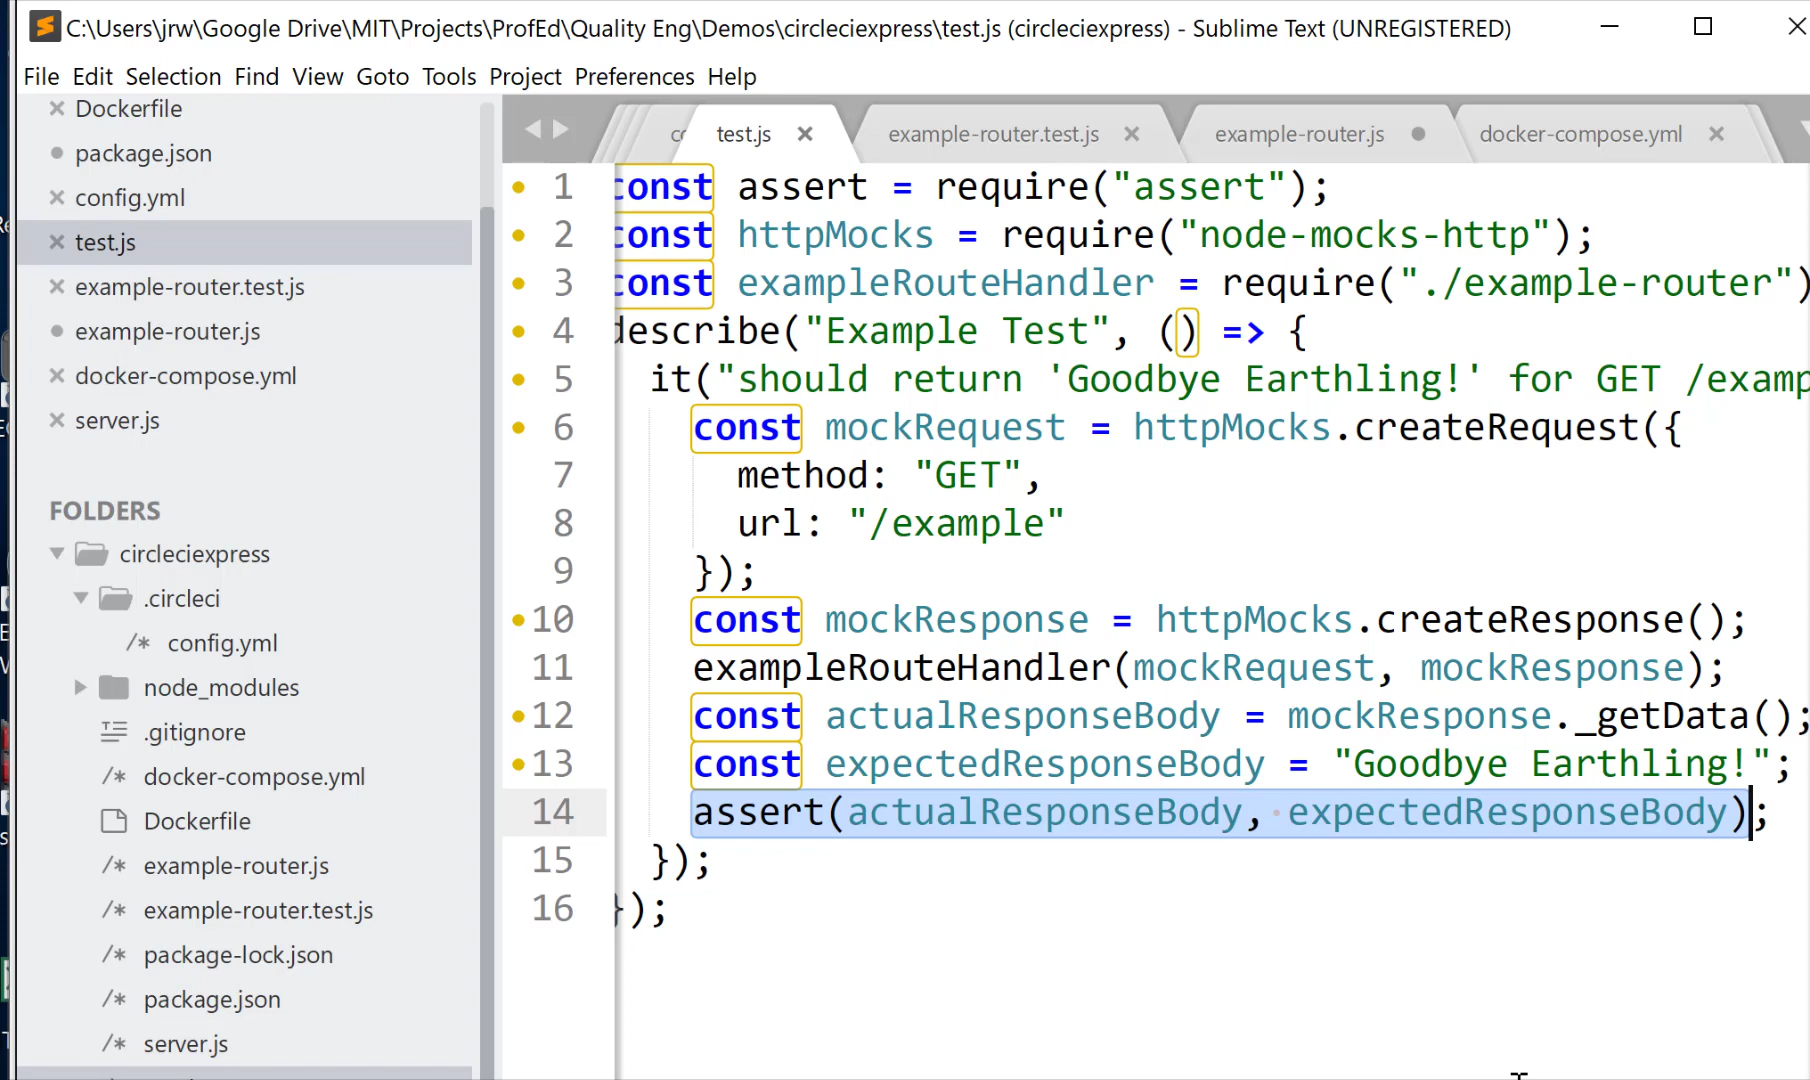 C:\Users\jrw\Google Drive\MIT\Projects\ProfEd\Quality Eng\Demos\circleciexpress\test.js (circleciexpress) - Sublime Text (UNREGISTERED)
File Edit Selection Find View Goto Tools Project Preferences Help
Dockerfile
package.json
config.yml
test.js
example-router.test.js
example-router.js
docker-compose.yml
server.js
FOLDERS
circleciexpress
.circleci
/* config.yml
node_modules
.gitignore
/* docker-compose.yml
Dockerfile
/* example-router.js
/* example-router.test.js
/* package-lock.json
/* package.json
/* server.js
test.js example-router.test.js example-router.js docker-compose.yml
1 const assert = require("assert");
2 const httpMocks = require("node-mocks-http");
3 const exampleRouteHandler = require("./example-router")
4 describe("Example Test", () => {
5 it("should return 'Goodbye Earthling!' for GET /examp
6 const mockRequest = httpMocks.createRequest({
7 method: "GET",
8 url: "/example"
9 });
10 const mockResponse = httpMocks.createResponse();
11 exampleRouteHandler(mockRequest, mockResponse);
12 const actualResponseBody = mockResponse._getData();
13 const expectedResponseBody = "Goodbye Earthling!";
14 assert(actualResponseBody, expectedResponseBody);
15 });
16 });